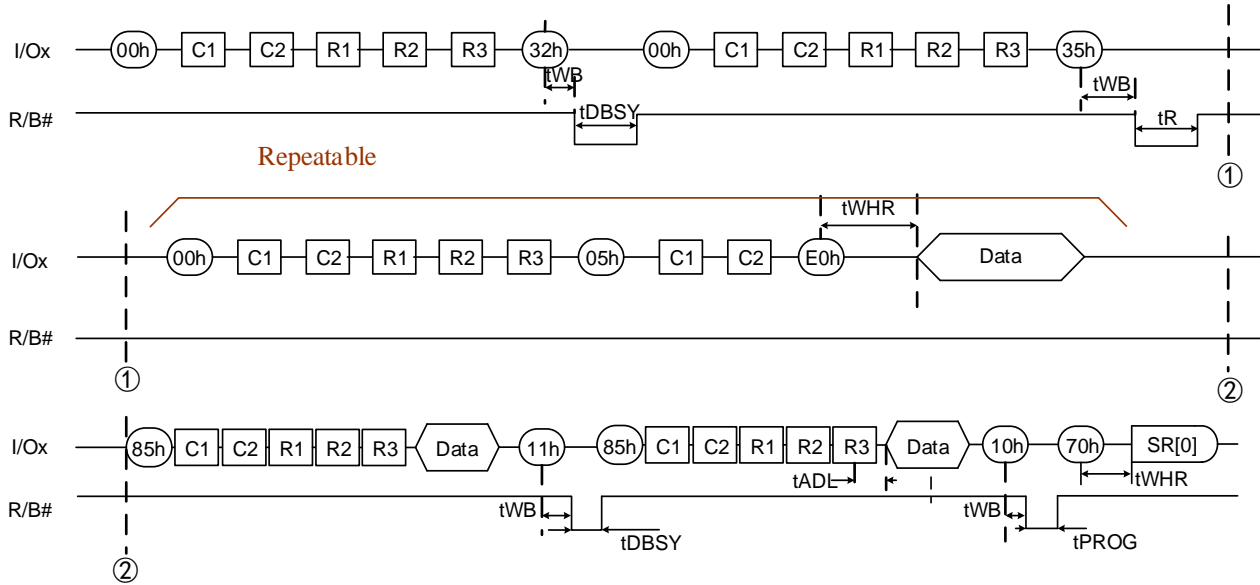 I/Ox 00h C1 C2 R1 R2 R3 32h 00h C1 C2 R1 R2 R3 35h
tWB tWB
R/B# tDBSY tR
Repeatable ①
tWHR
I/Ox 00h C1 C2 R1 R2 R3 05h C1 C2 E0h Data
R/B#
① ②
I/Ox 85h C1 C2 R1 R2 R3 Data 11h 85h C1 C2 R1 R2 R3 Data 10h 70h SR[0]
tADL tWHR
R/B# tWB tWB
tDBSY tPROG
②